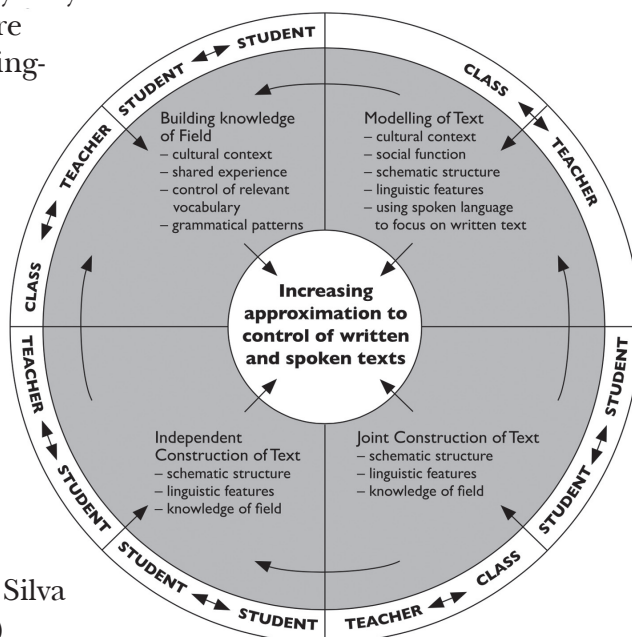 re
ing-
Silva
)
STUDENT ↔ STUDENT
TEACHER ↔ CLASS
CLASS ↔ TEACHER
Building knowledge
of Field
– cultural context
– shared experience
– control of relevant
vocabulary
– grammatical patterns
Modelling of Text
– cultural context
– social function
– schematic structure
– linguistic features
– using spoken language
to focus on written text
Increasing
approximation to
control of written
and spoken texts
Independent
Construction of Text
– schematic structure
– linguistic features
– knowledge of field
Joint Construction of Text
– schematic structure
– linguistic features
– knowledge of field
TEACHER ↔ STUDENT
STUDENT ↔ STUDENT
TEACHER ↔ CLASS
STUDENT ↔ STUDENT